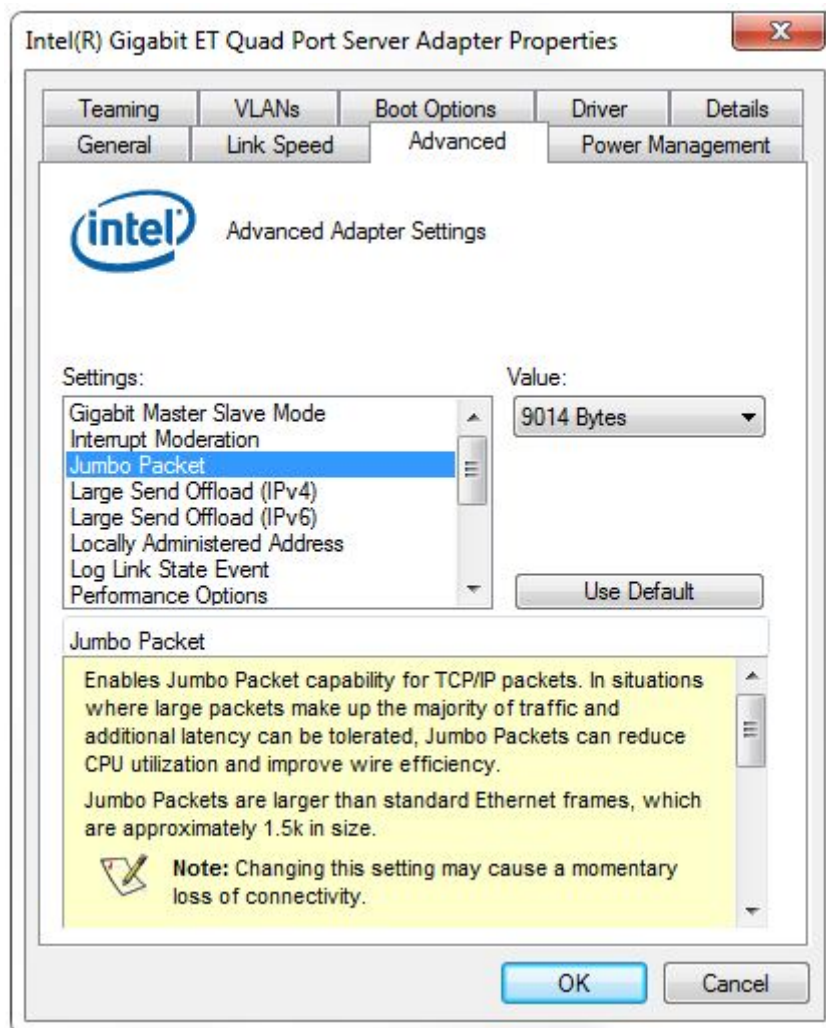 Intel(R) Gigabit ET Quad Port Server Adapter Properties
Teaming VLANs Boot Options Driver Details
General Link Speed Advanced Power Management
intel
Advanced Adapter Settings
Settings:
Value:
Gigabit Master Slave Mode
9014 Bytes
Interrupt Moderation
Jumbo Packet
Large Send Offload (IPv4)
Large Send Offload (IPv6)
Locally Administered Address
Log Link State Event
Performance Options
Use Default
Jumbo Packet
Enables Jumbo Packet capability for TCP/IP packets. In situations
where large packets make up the majority of traffic and
additional latency can be tolerated, Jumbo Packets can reduce
CPU utilization and improve wire efficiency.
Jumbo Packets are larger than standard Ethernet frames, which
are approximately 1.5k in size.
Note: Changing this setting may cause a momentary
loss of connectivity.
OK Cancel